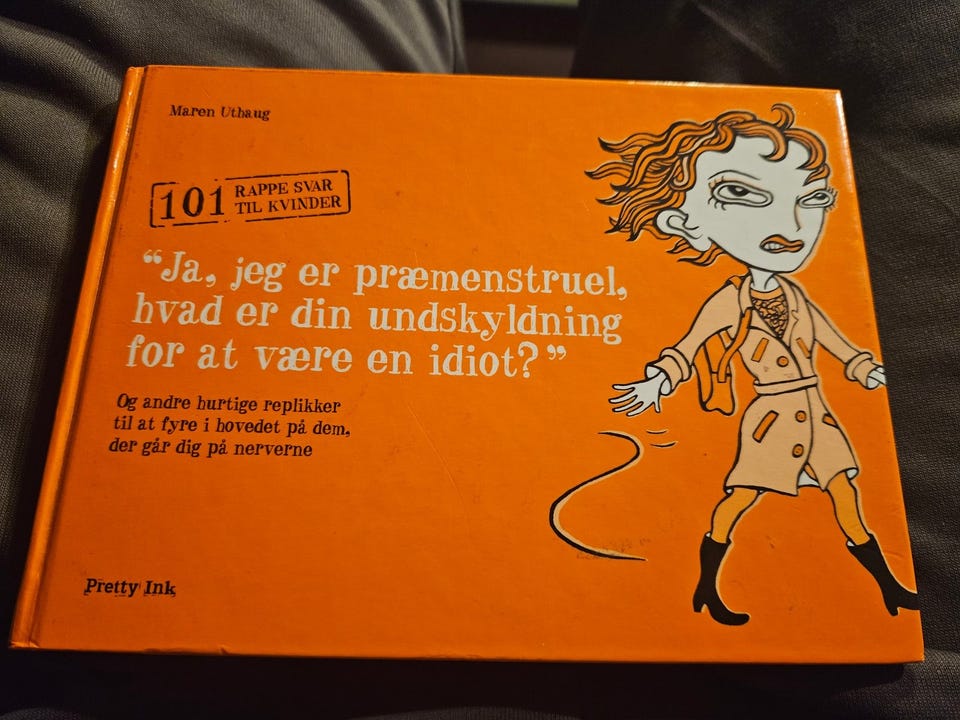 Maren Uthaug
101 RAPPE SVAR
TIL KVINDER
“Ja, jeg er præmenstruel,
hvad er din undskyldning
for at være en idiot?”
Og andre hurtige replikker
til at fyre i hovedet på dem,
der går dig på nerverne
Pretty Ink